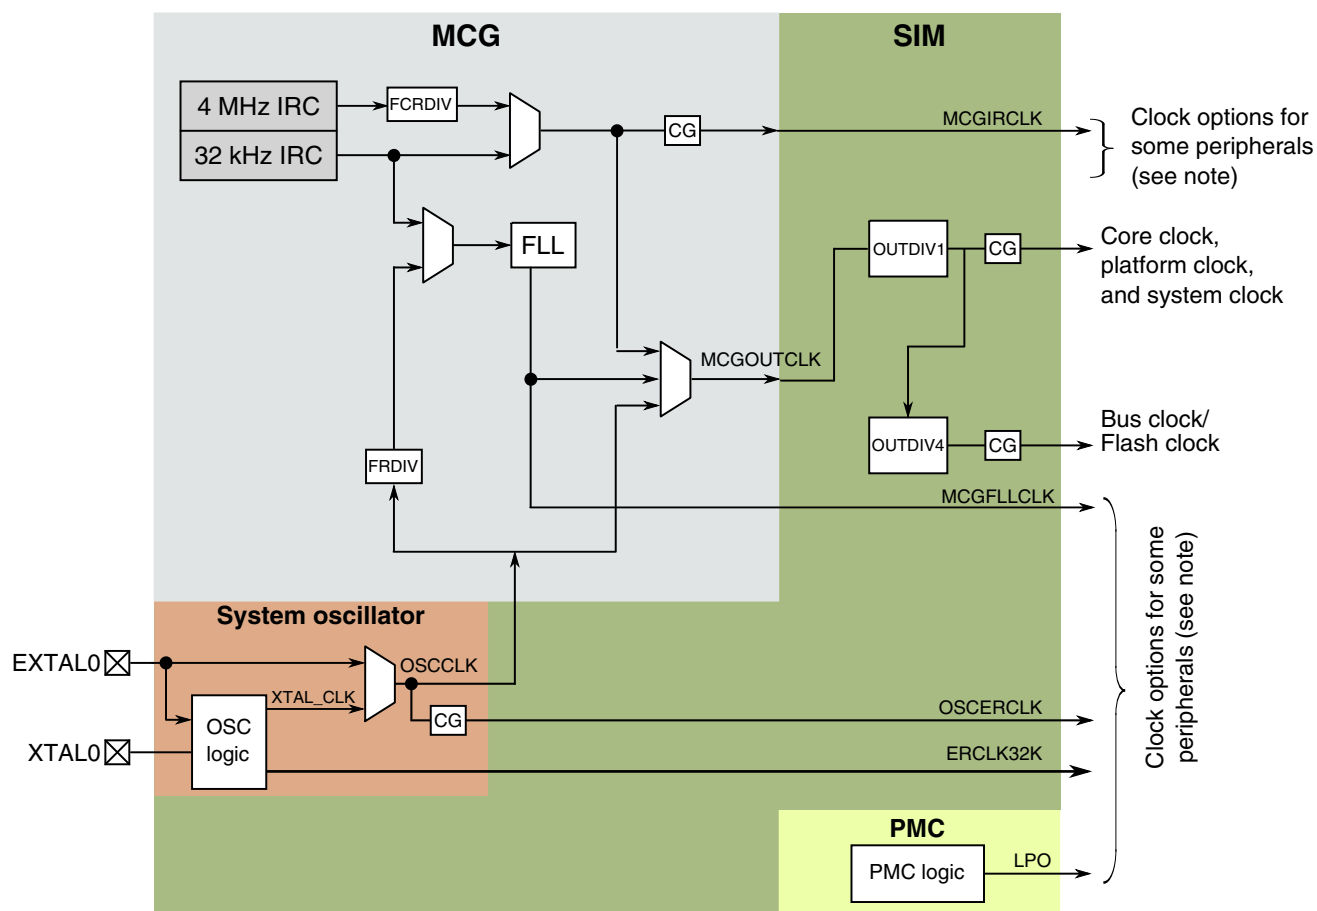 MCG
SIM
4 MHz IRC
FCRDIV
32 kHz IRC
CG
MCGIRCLK
Clock options for
some peripherals
(see note)
FLL
OUTDIV1
CG
Core clock,
platform clock,
and system clock
MCGOUTCLK
FRDIV
OUTDIV4
CG
Bus clock/
Flash clock
MCGFLLCLK
Clock options for some
peripherals (see note)
System oscillator
EXTAL0
OSCCLK
XTAL_CLK
OSC
logic
CG
OSCERCLK
XTAL0
ERCLK32K
PMC
PMC logic
LPO